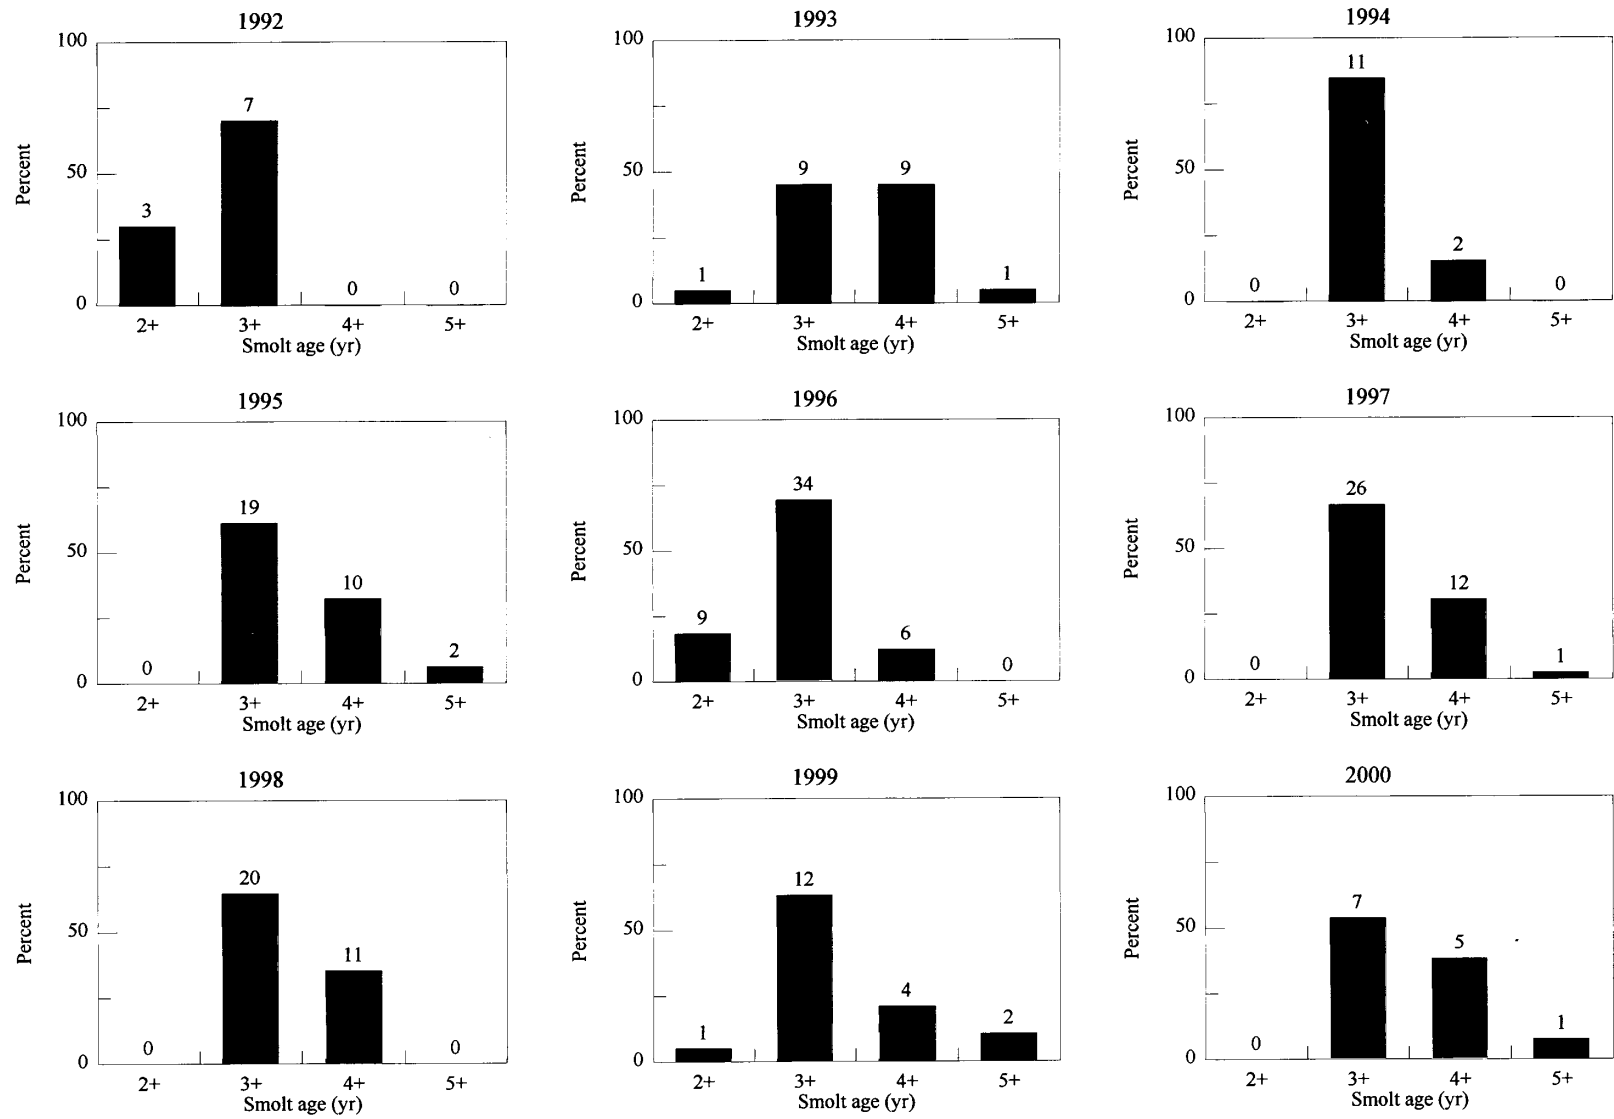 1992
100
Percent
50
0
3
7
0
0
2+ 3+ 4+ 5+
Smolt age (yr)
1993
100
Percent
50
0
1
9
9
1
2+ 3+ 4+ 5+
Smolt age (yr)
1994
100
Percent
50
0
0
11
2
0
2+ 3+ 4+ 5+
Smolt age (yr)
1995
100
Percent
50
0
0
19
10
2
2+ 3+ 4+ 5+
Smolt age (yr)
1996
100
Percent
50
0
9
34
6
0
2+ 3+ 4+ 5+
Smolt age (yr)
1997
100
Percent
50
0
0
26
12
1
2+ 3+ 4+ 5+
Smolt age (yr)
1998
100
Percent
50
0
0
20
11
0
2+ 3+ 4+ 5+
Smolt age (yr)
1999
100
Percent
50
0
1
12
4
2
2+ 3+ 4+ 5+
Smolt age (yr)
2000
100
Percent
50
0
0
7
5
1
2+ 3+ 4+ 5+
Smolt age (yr)